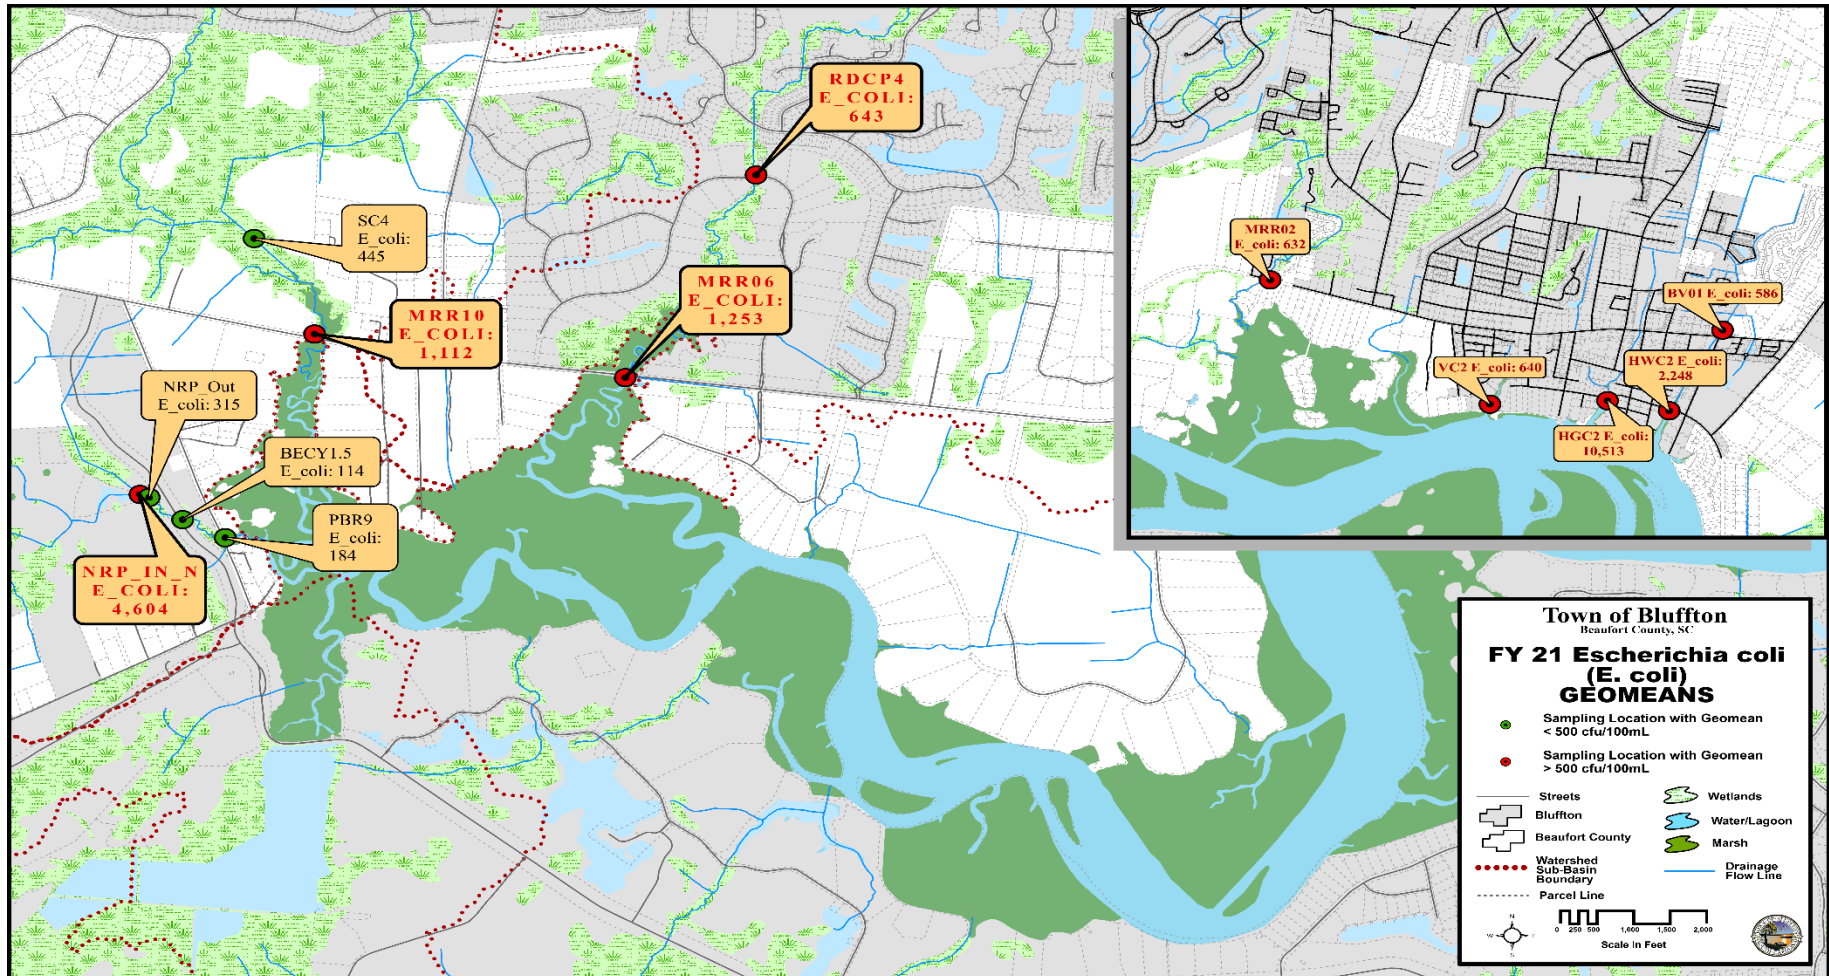 RDCP4
E_COLI:
643
SC4
E_coli:
445
MRR06
E_COLI:
1,253
MRR10
E_COLI:
1,112
NRP_Out
E_coli: 315
BECY1.5
E_coli: 114
PBR9
E_coli:
184
NRP_IN_N
E_COLI:
4,604
MRR02
E_coli: 632
BV01 E_coli: 586
VC2 E_coli: 640
HWC2 E_coli:
2,248
HGC2 E_coli:
10,513
Town of Bluffton
Beaufort County, SC
FY 21 Escherichia coli
(E. coli)
GEOMEANS
Sampling Location with Geomean
< 500 cfu/100mL
Sampling Location with Geomean
> 500 cfu/100mL
Streets
Bluffton
Beaufort County
Watershed
Sub-Basin
Boundary
Parcel Line
Wetlands
Water/Lagoon
Marsh
Drainage
Flow Line
N
W
E
S
0 250 500 1,000 1,500 2,000
Scale in Feet